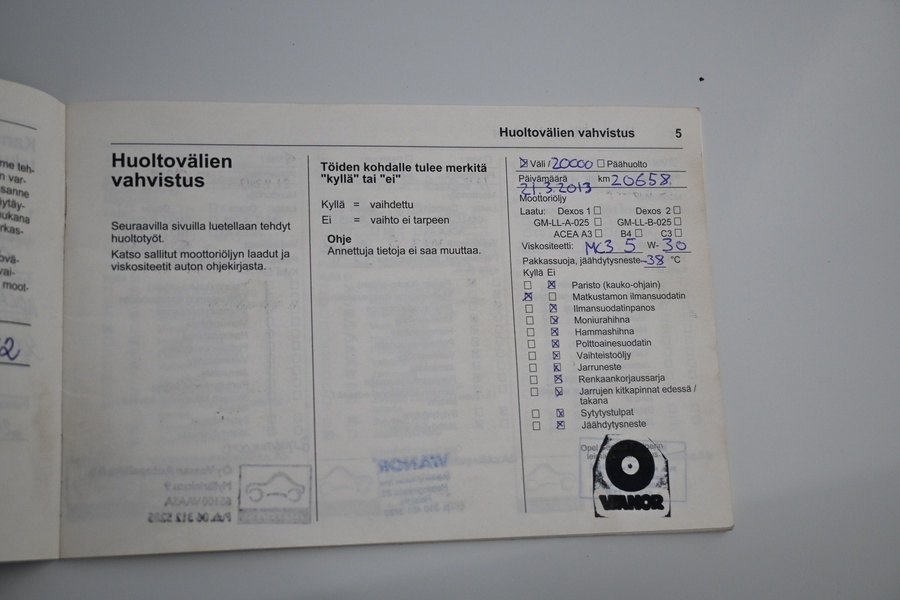 Huoltovälien vahvistus 5
Huoltovälien
vahvistus
Seuraavilla sivuilla luetellaan tehdyt
huoltotyöt.
Katso sallitut moottoriöljyn laadut ja
viskositeetit auton ohjekirjasta.
Töiden kohdalle tulee merkitä
"kyllä" tai "ei"
Kyllä = vaihdettu
Ei = vaihto ei tarpeen
Ohje
Annettuja tietoja ei saa muuttaa.
☒ Väli / 20000 ☐ Päähuolto
Päivämäärä km 20658
21.3.2013
Moottoriöljy
Laatu: Dexos 1 ☐ Dexos 2 ☐
GM-LL-A-025 ☐ GM-LL-B-025 ☐
ACEA A3 ☐ B4 ☐ C3 ☐
Viskositeetti: MC3 5 W- 30
Pakkassuoja, jäähdytysneste -38 °C
Kyllä Ei
☐ ☒ Paristo (kauko-ohjain)
☒ ☐ Matkustamon ilmansuodatin
☐ ☒ Ilmansuodatinpanos
☐ ☒ Moniurahihna
☐ ☒ Hammashihna
☐ ☒ Polttoainesuodatin
☐ ☒ Vaihteistoöljy
☐ ☒ Jarruneste
☐ ☒ Renkaankorjaussarja
☐ ☒ Jarrujen kitkapinnat edessä /
takana
☐ ☒ Sytytystulpat
☐ ☒ Jäähdytysneste
VIANOR